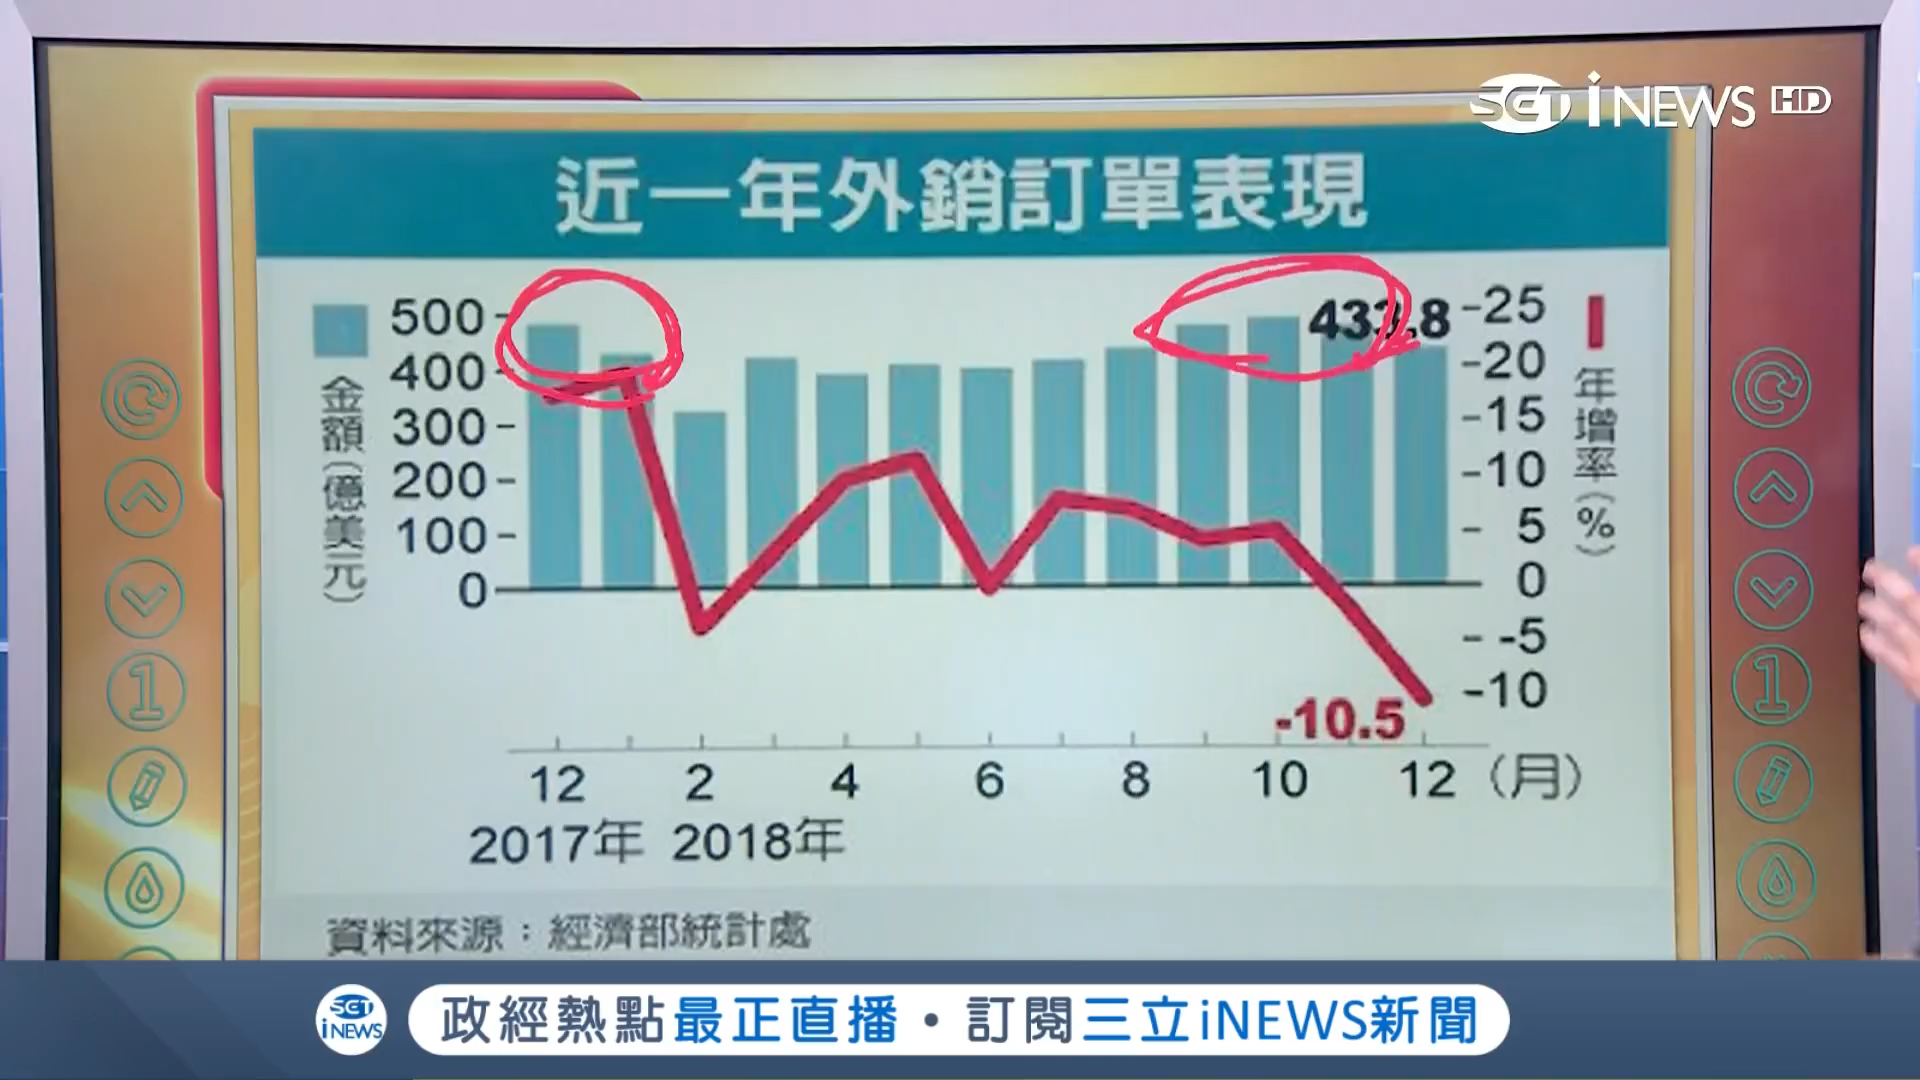 SET iNEWS HD
近一年外銷訂單表現
金額(億美元)
500
400
300
200
100
0
433.8
25
20
15
10
5
0
-5
-10
年增率(%)
-10.5
12 2 4 6 8 10 12 (月)
2017年 2018年
資料來源：經濟部統計處
1
1
SET iNEWS
政經熱點最正直播・訂閱三立iNEWS新聞